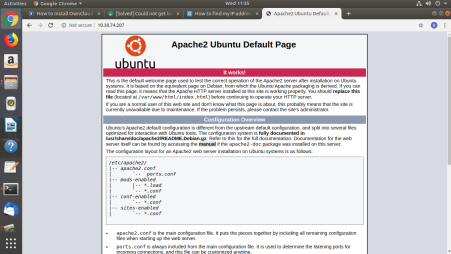 Activities Google Chrome Wed 11:55
How to Install OwnCloud [Solved] Could not get l How to find my IP addre Apache2 Ubuntu Defaul
Not secure | 10.38.74.207
ubuntu
Apache2 Ubuntu Default Page
It works!
This is the default welcome page used to test the correct operation of the Apache2 server after installation on Ubuntu
systems. It is based on the equivalent page on Debian, from which the Ubuntu Apache packaging is derived. If you can
read this page, it means that the Apache HTTP server installed at this site is working properly. You should replace this
file (located at /var/www/html/index.html) before continuing to operate your HTTP server.
If you are a normal user of this web site and don't know what this page is about, this probably means that the site is
currently unavailable due to maintenance. If the problem persists, please contact the site's administrator.
Configuration Overview
Ubuntu's Apache2 default configuration is different from the upstream default configuration, and split into several files
optimized for interaction with Ubuntu tools. The configuration system is fully documented in
/usr/share/doc/apache2/README.Debian.gz. Refer to this for the full documentation. Documentation for the web
server itself can be found by accessing the manual if the apache2-doc package was installed on this server.
The configuration layout for an Apache2 web server installation on Ubuntu systems is as follows:
/etc/apache2/
|-- apache2.conf
| `-- ports.conf
|-- mods-enabled
| |-- *.load
| `-- *.conf
|-- conf-enabled
| `-- *.conf
|-- sites-enabled
| `-- *.conf
• apache2.conf is the main configuration file. It puts the pieces together by including all remaining configuration
files when starting up the web server.
• ports.conf is always included from the main configuration file. It is used to determine the listening ports for
incoming connections, and this file can be customized anytime.